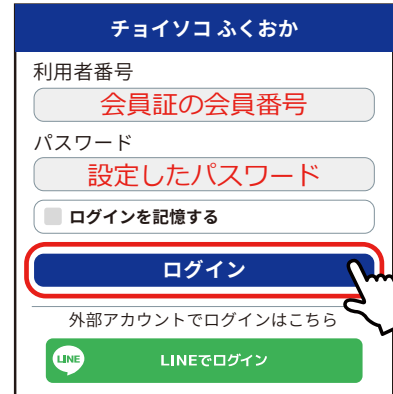 チョイソコ ふくおか
利用者番号
会員証の会員番号
パスワード
設定したパスワード
ログインを記憶する
ログイン
外部アカウントでログインはこちら
LINE LINEでログイン